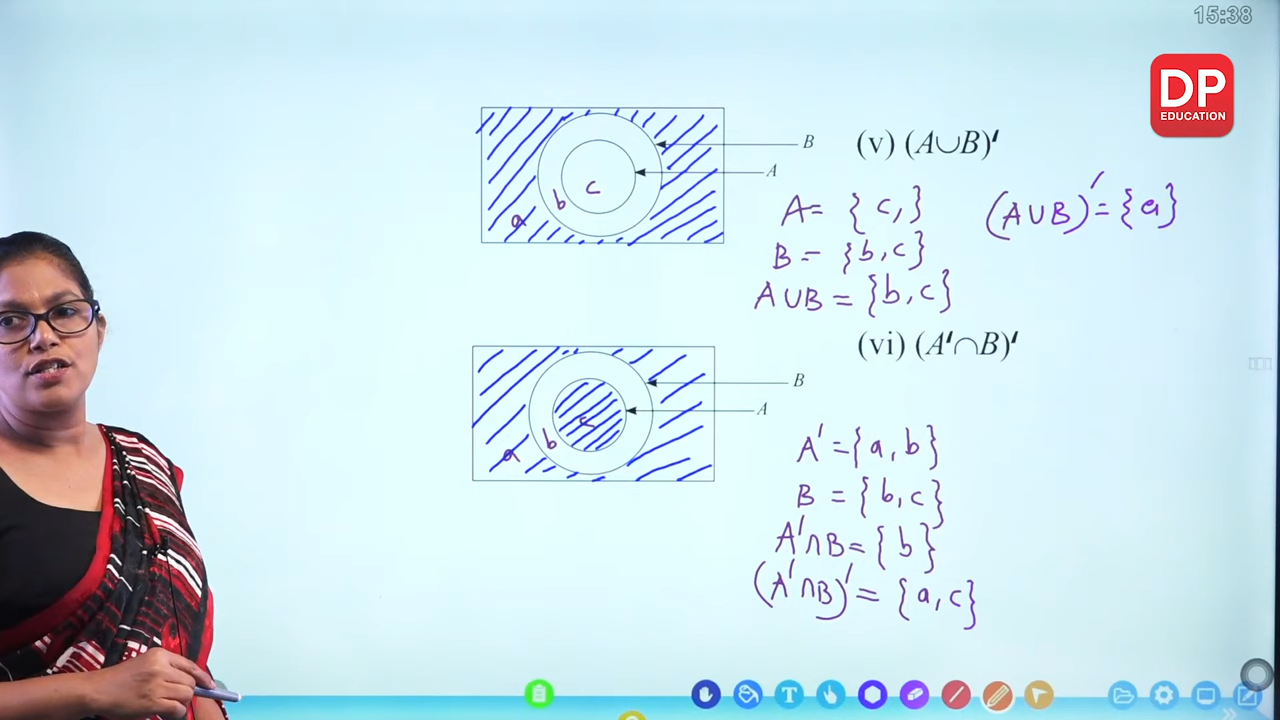 15:38
DP
EDUCATION
B
A
c
b
a
(v) (A∪B)′
A = { c, }
(A∪B)′ = {a}
B = {b, c}
A∪B = {b, c}
(vi) (A′∩B)′
B
A
c
b
a
A′ = {a, b}
B = {b, c}
A′∩B = {b}
(A′∩B)′ = {a, c}
T